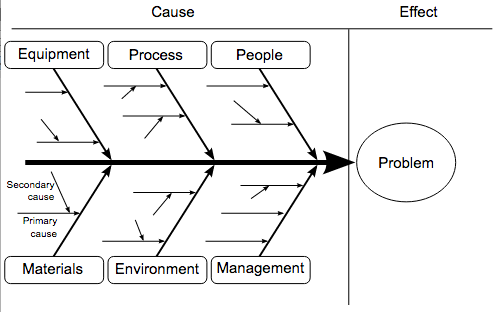 Cause
Effect
Equipment
Process
People
Problem
Secondary
cause
Primary
cause
Materials
Environment
Management